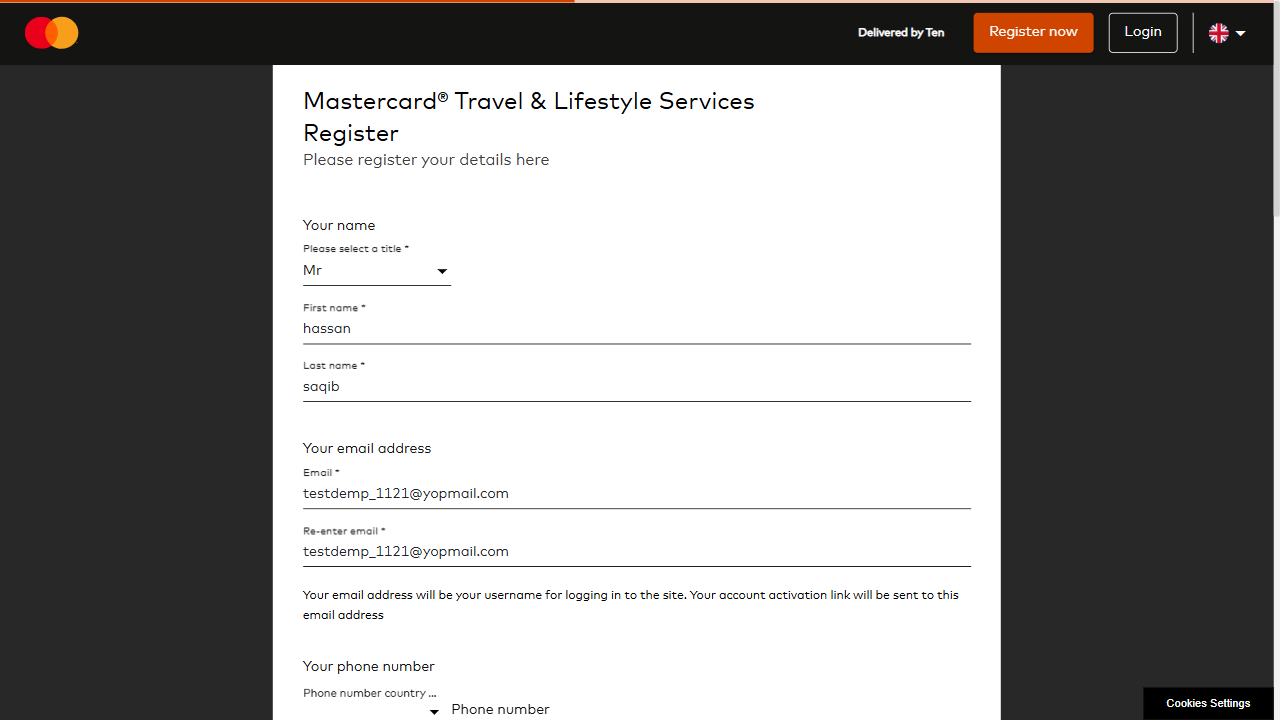 Delivered by Ten
Register now
Login
Mastercard® Travel & Lifestyle Services
Register
Please register your details here
Your name
Please select a title *
Mr
First name *
hassan
Last name *
saqib
Your email address
Email *
testdemp_1121@yopmail.com
Re-enter email *
testdemp_1121@yopmail.com
Your email address will be your username for logging in to the site. Your account activation link will be sent to this
email address
Your phone number
Phone number country ...
Phone number
Cookies Settings